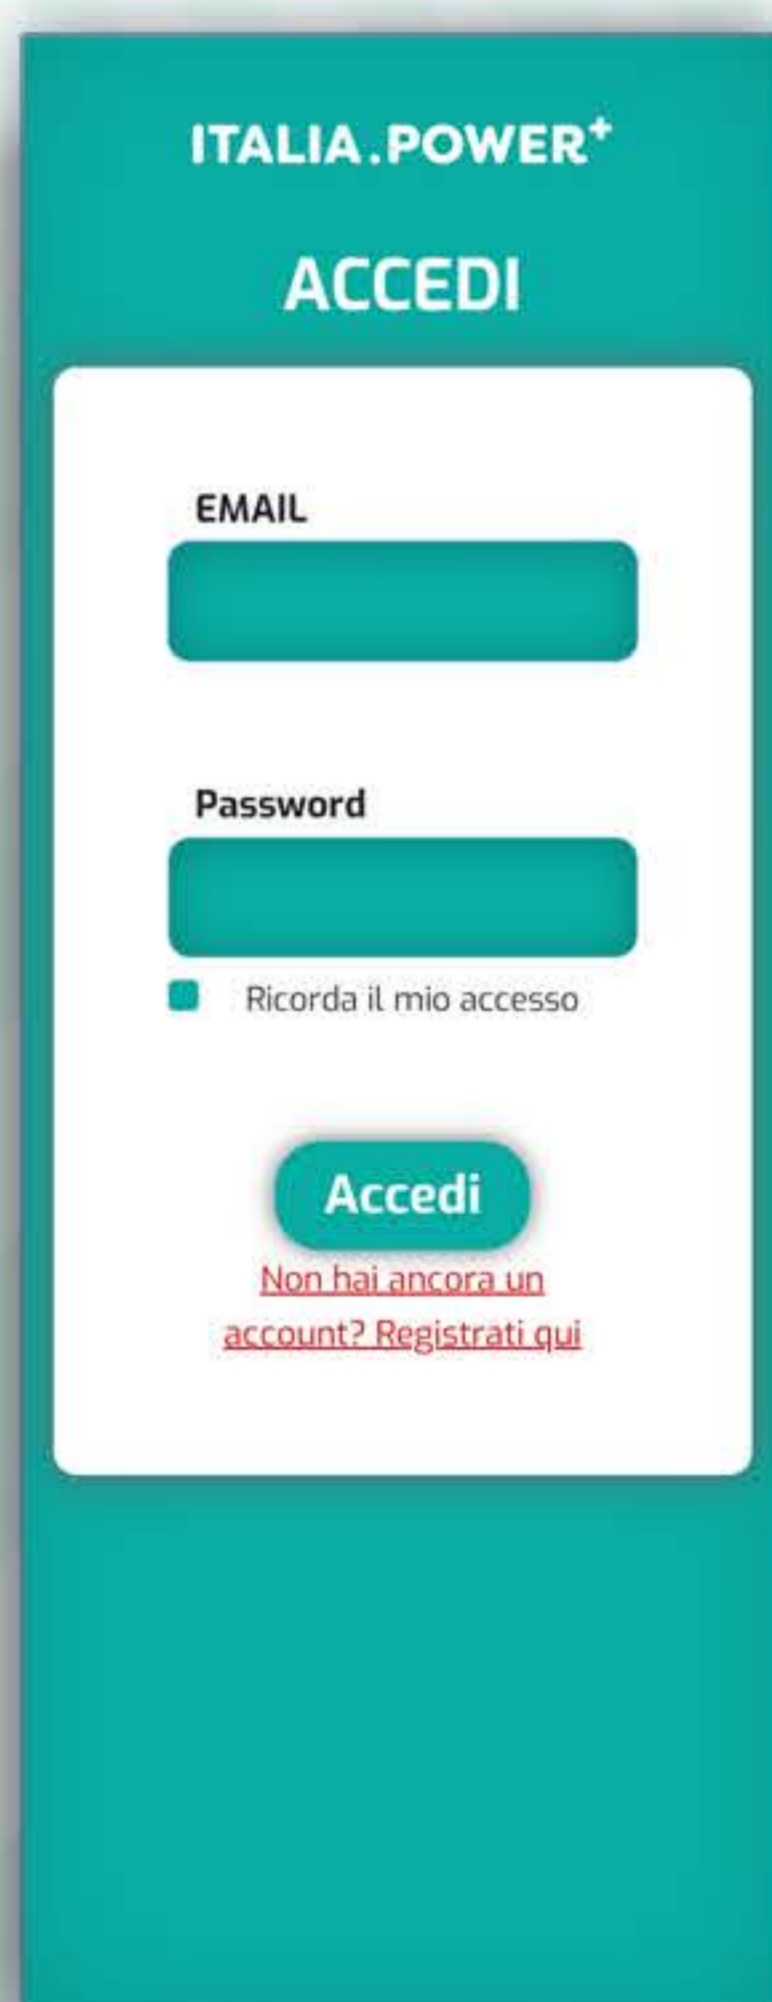 ITALIA.POWER+
ACCEDI
EMAIL
Password
Ricorda il mio accesso
Accedi
Non hai ancora un
account? Registrati qui